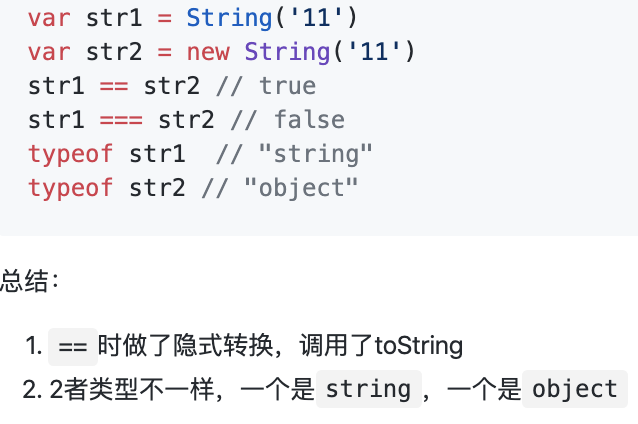 var str1 = String('11')
var str2 = new String('11')
str1 == str2 // true
str1 === str2 // false
typeof str1  // "string"
typeof str2 // "object"
总结：
1. == 时做了隐式转换，调用了toString
2. 2者类型不一样，一个是 string ，一个是 object